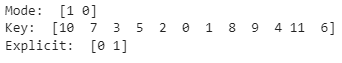 Mode:  [1 0]
Key:  [10  7  3  5  2  0  1  8  9  4 11  6]
Explicit:  [0 1]